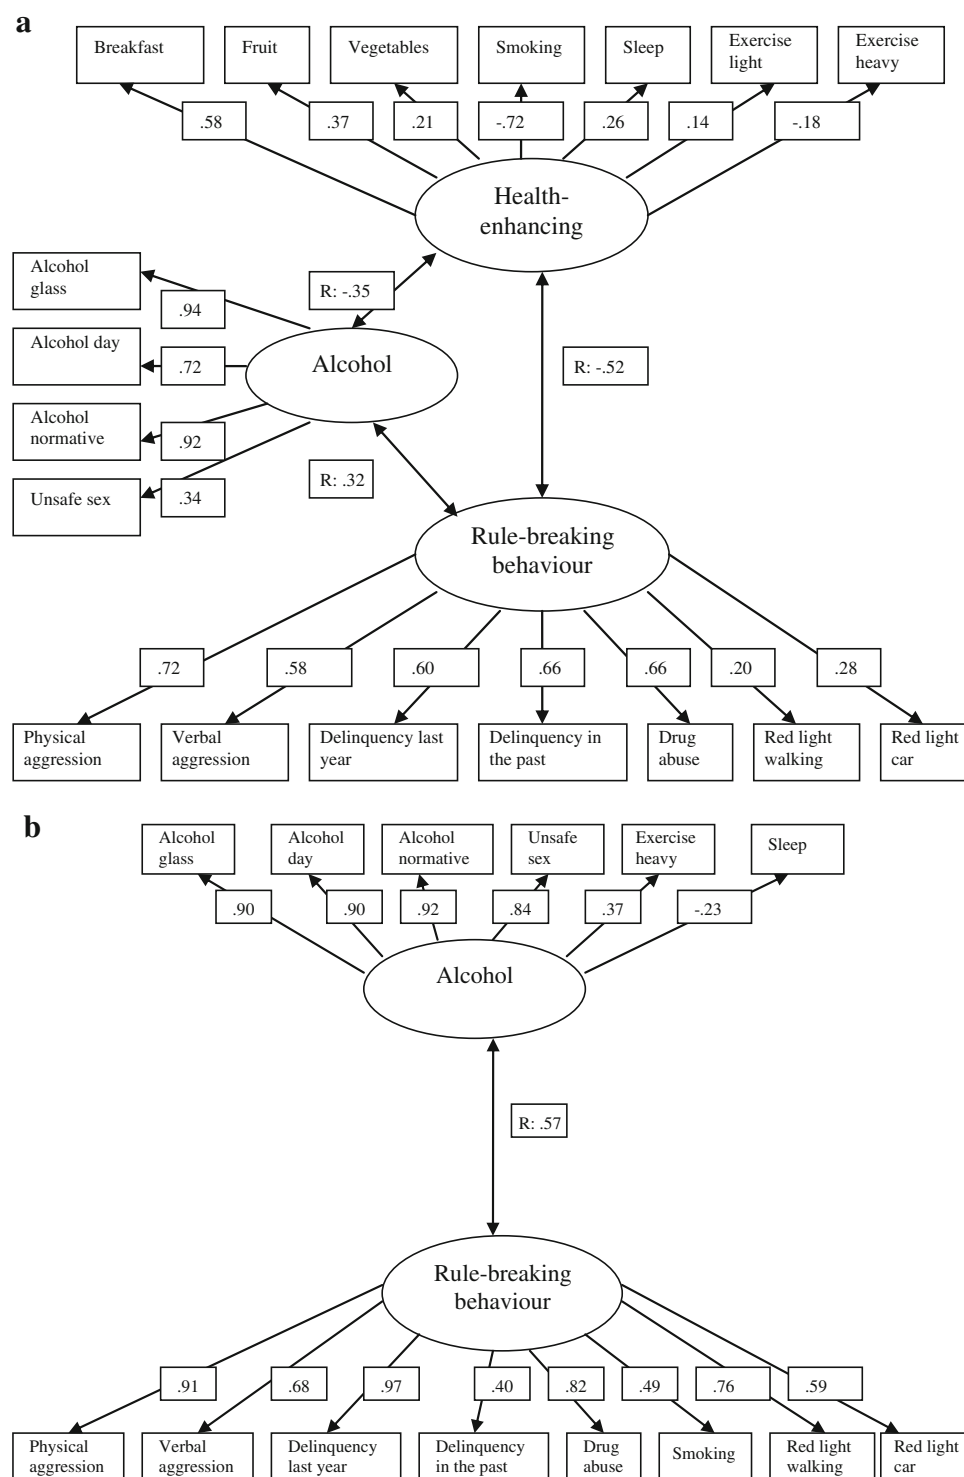 a
Breakfast
Fruit
Vegetables
Smoking
Sleep
Exercise
light
Exercise
heavy
.58
.37
.21
-.72
.26
.14
-.18
Health-
enhancing
Alcohol
glass
Alcohol day
Alcohol
normative
Unsafe sex
.94
.72
.92
.34
Alcohol
R: -.35
R: -.52
R: .32
Rule-breaking
behaviour
.72
.58
.60
.66
.66
.20
.28
Physical
aggression
Verbal
aggression
Delinquency last
year
Delinquency in
the past
Drug
abuse
Red light
walking
Red light
car
b
Alcohol
glass
Alcohol
day
Alcohol
normative
Unsafe
sex
Exercise
heavy
Sleep
.90
.90
.92
.84
.37
-.23
Alcohol
R: .57
Rule-breaking
behaviour
.91
.68
.97
.40
.82
.49
.76
.59
Physical
aggression
Verbal
aggression
Delinquency
last year
Delinquency
in the past
Drug
abuse
Smoking
Red light
walking
Red light
car